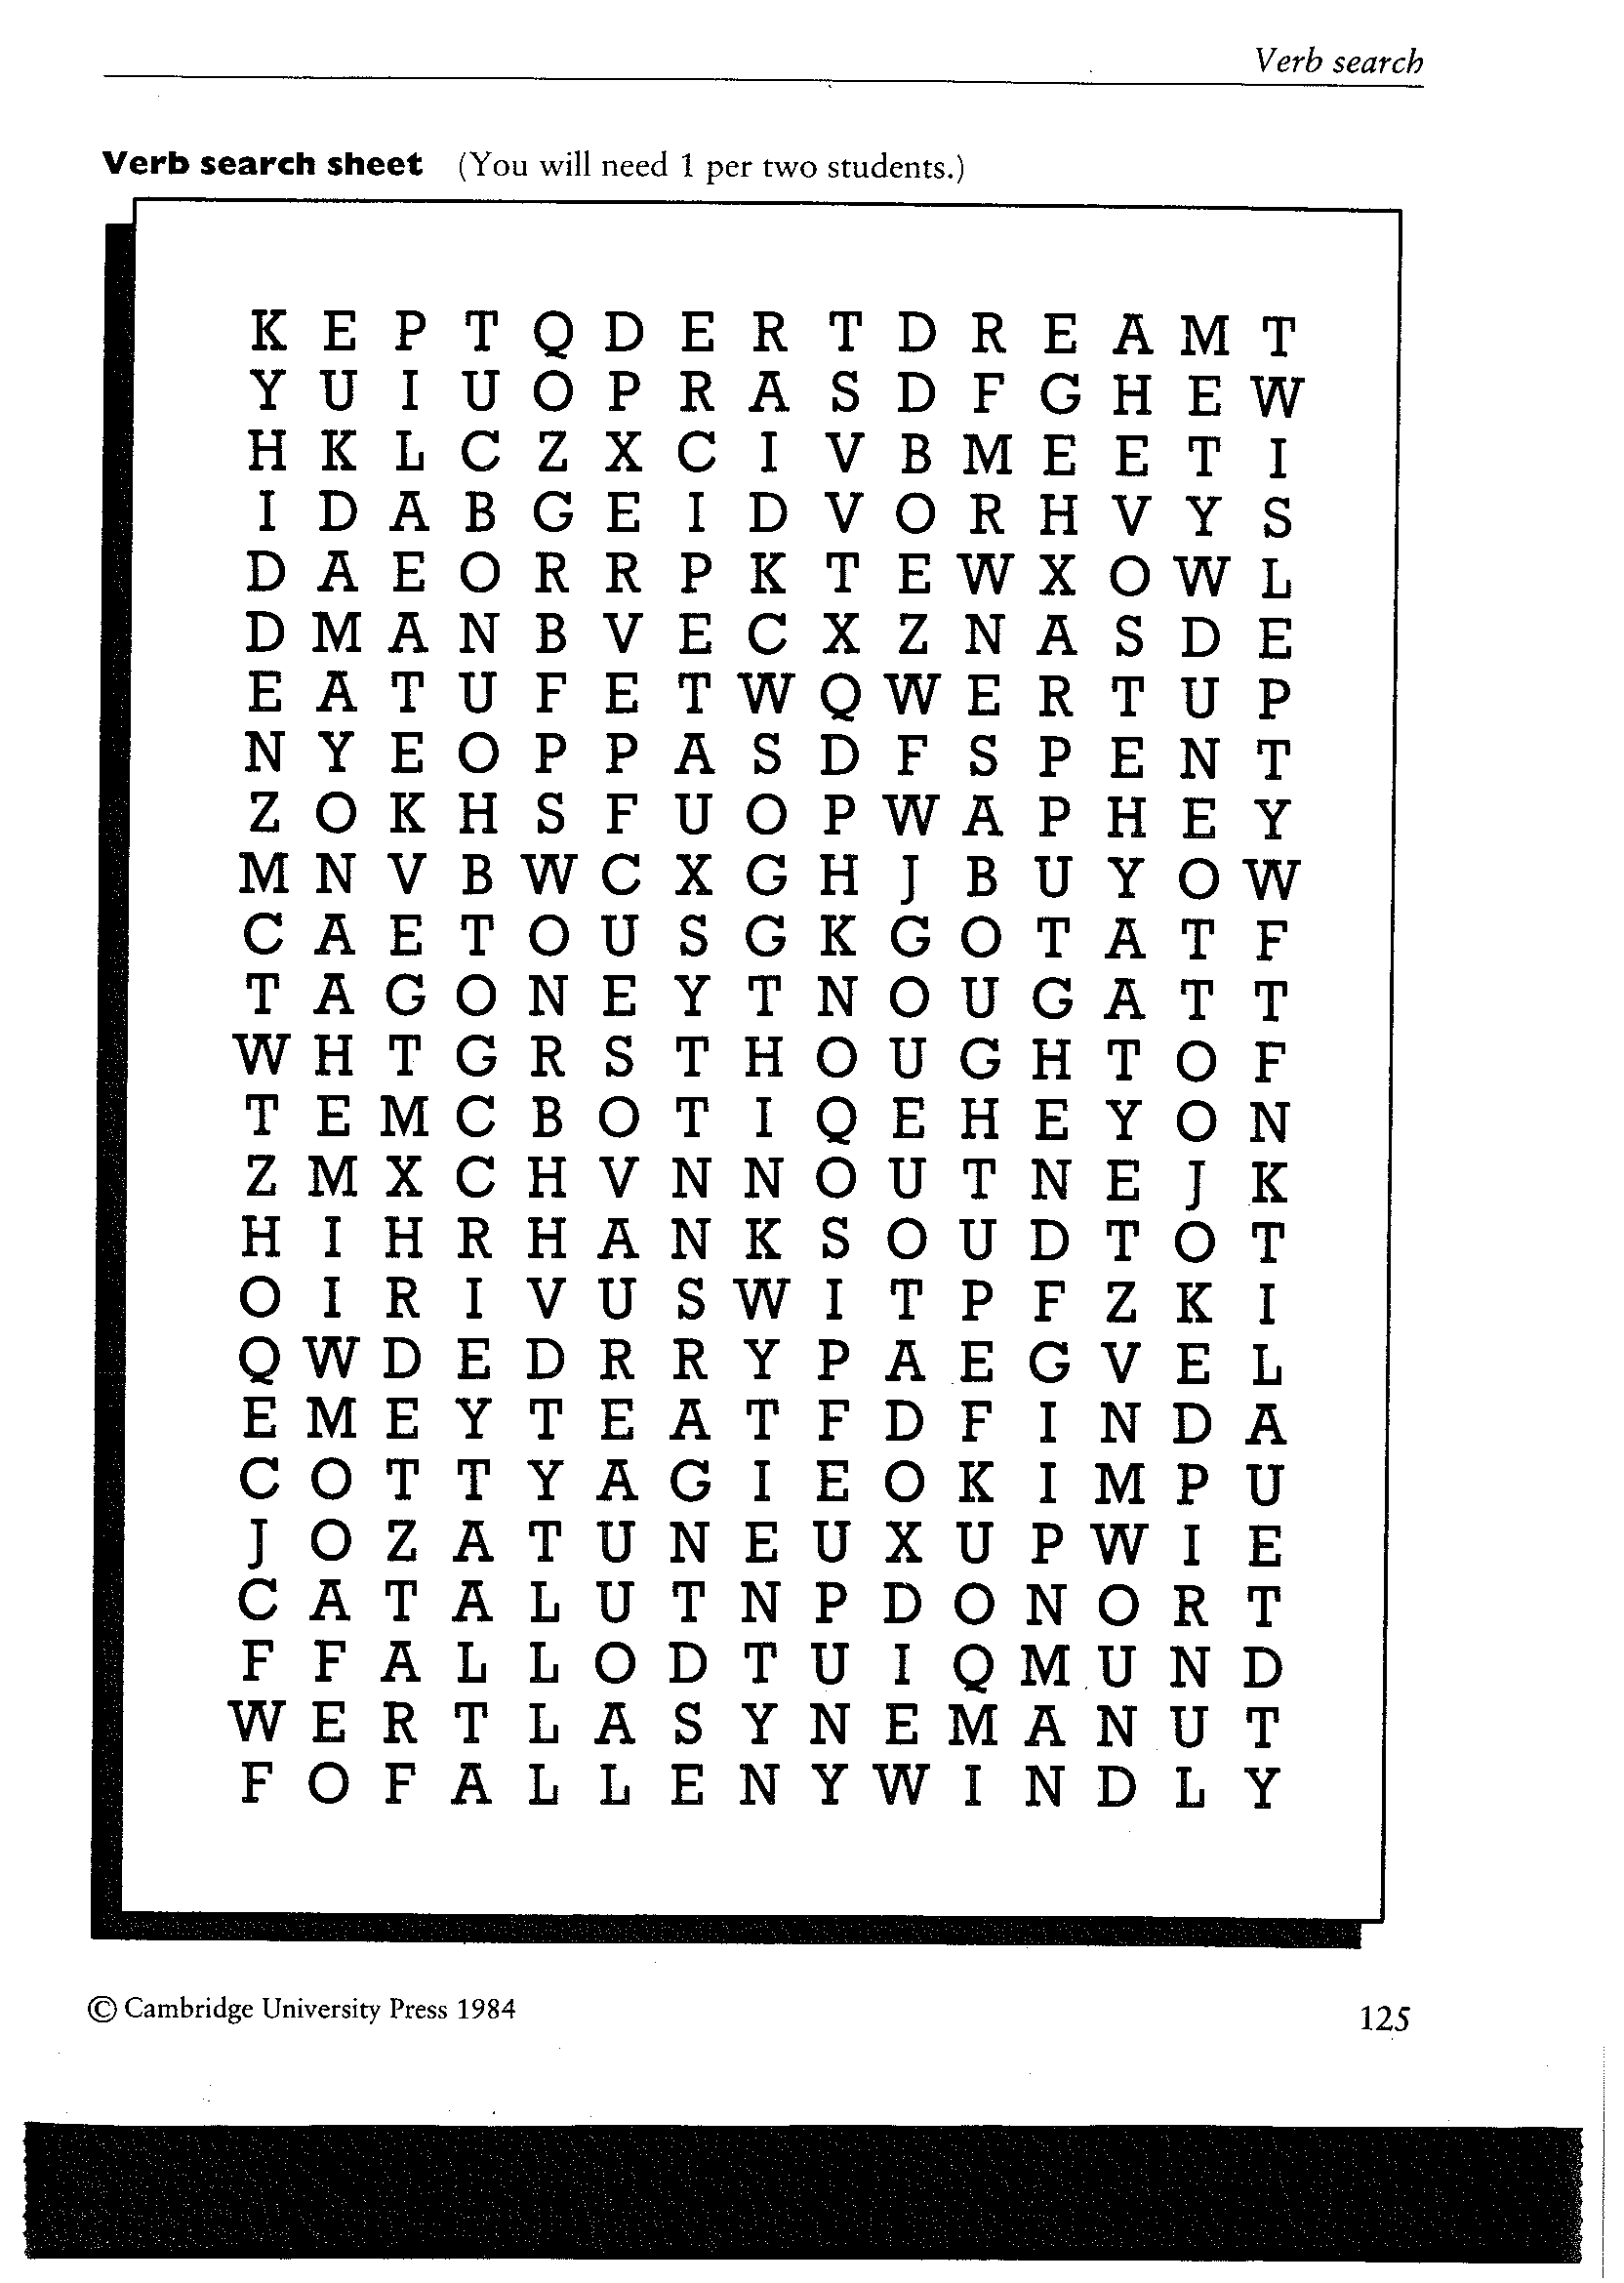 Verb search
Verb search sheet (You will need 1 per two students.)
K E P T Q D E R T D R E A M T
Y U I U O P R A S D F G H E W
H K L C Z X C I V B M E E T I
I D A B G E I D V O R H V Y S
D A E O R R P K T E W X O W L
D M A N B V E C X Z N A S D E
E A T U F E T W Q W E R T U P
N Y E O P P A S D F S P E N T
Z O K H S F U O P W A P H E Y
M N V B W C X G H J B U Y O W
C A E T O U S G K G O T A T F
T A G O N E Y T N O U G A T T
W H T G R S T H O U G H T O F
T E M C B O T I Q E H E Y O N
Z M X C H V N N O U T N E J K
H I H R H A N K S O U D T O T
O I R I V U S W I T P F Z K I
Q W D E D R R Y P A E G V E L
E M E Y T E A T F D F I N D A
C O T T Y A G I E O K I M P U
J O Z A T U N E U X U P W I E
C A T A L U T N P D O N O R T
F F A L L O D T U I Q M U N D
W E R T L A S Y N E M A N U T
F O F A L L E N Y W I N D L Y
© Cambridge University Press 1984
125